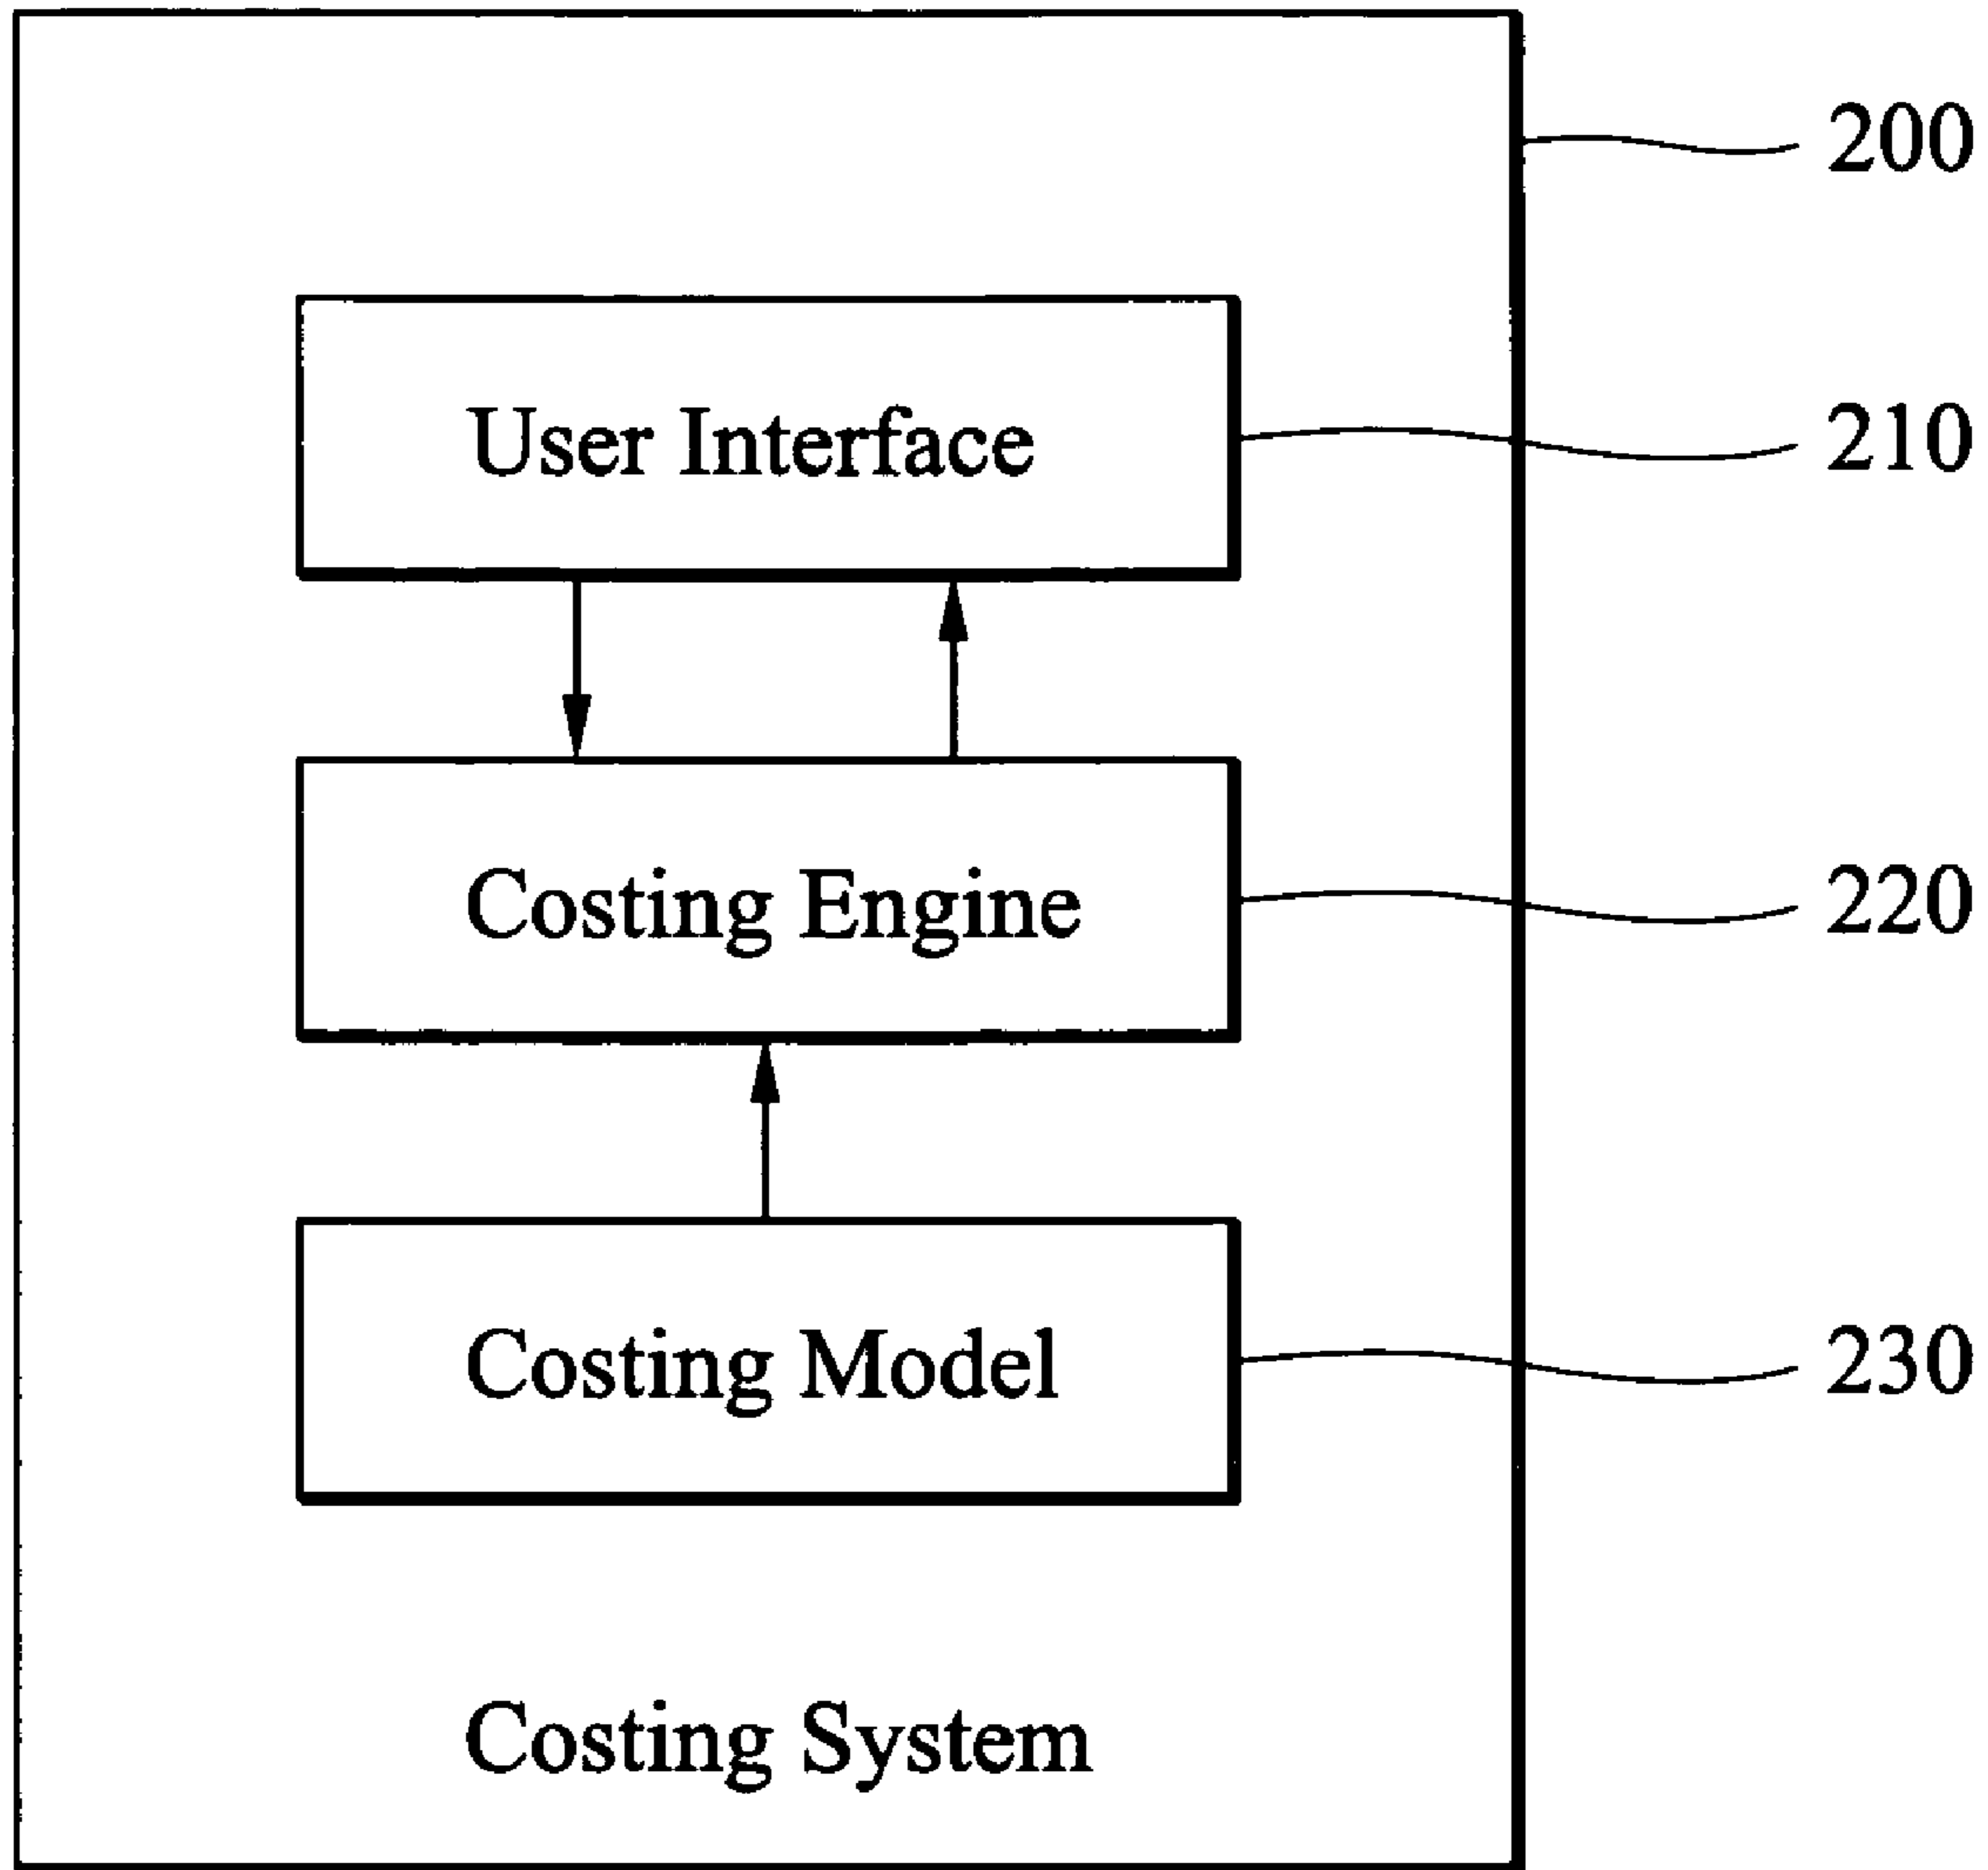 200
User Interface
210
Costing Engine
220
Costing Model
230
Costing System